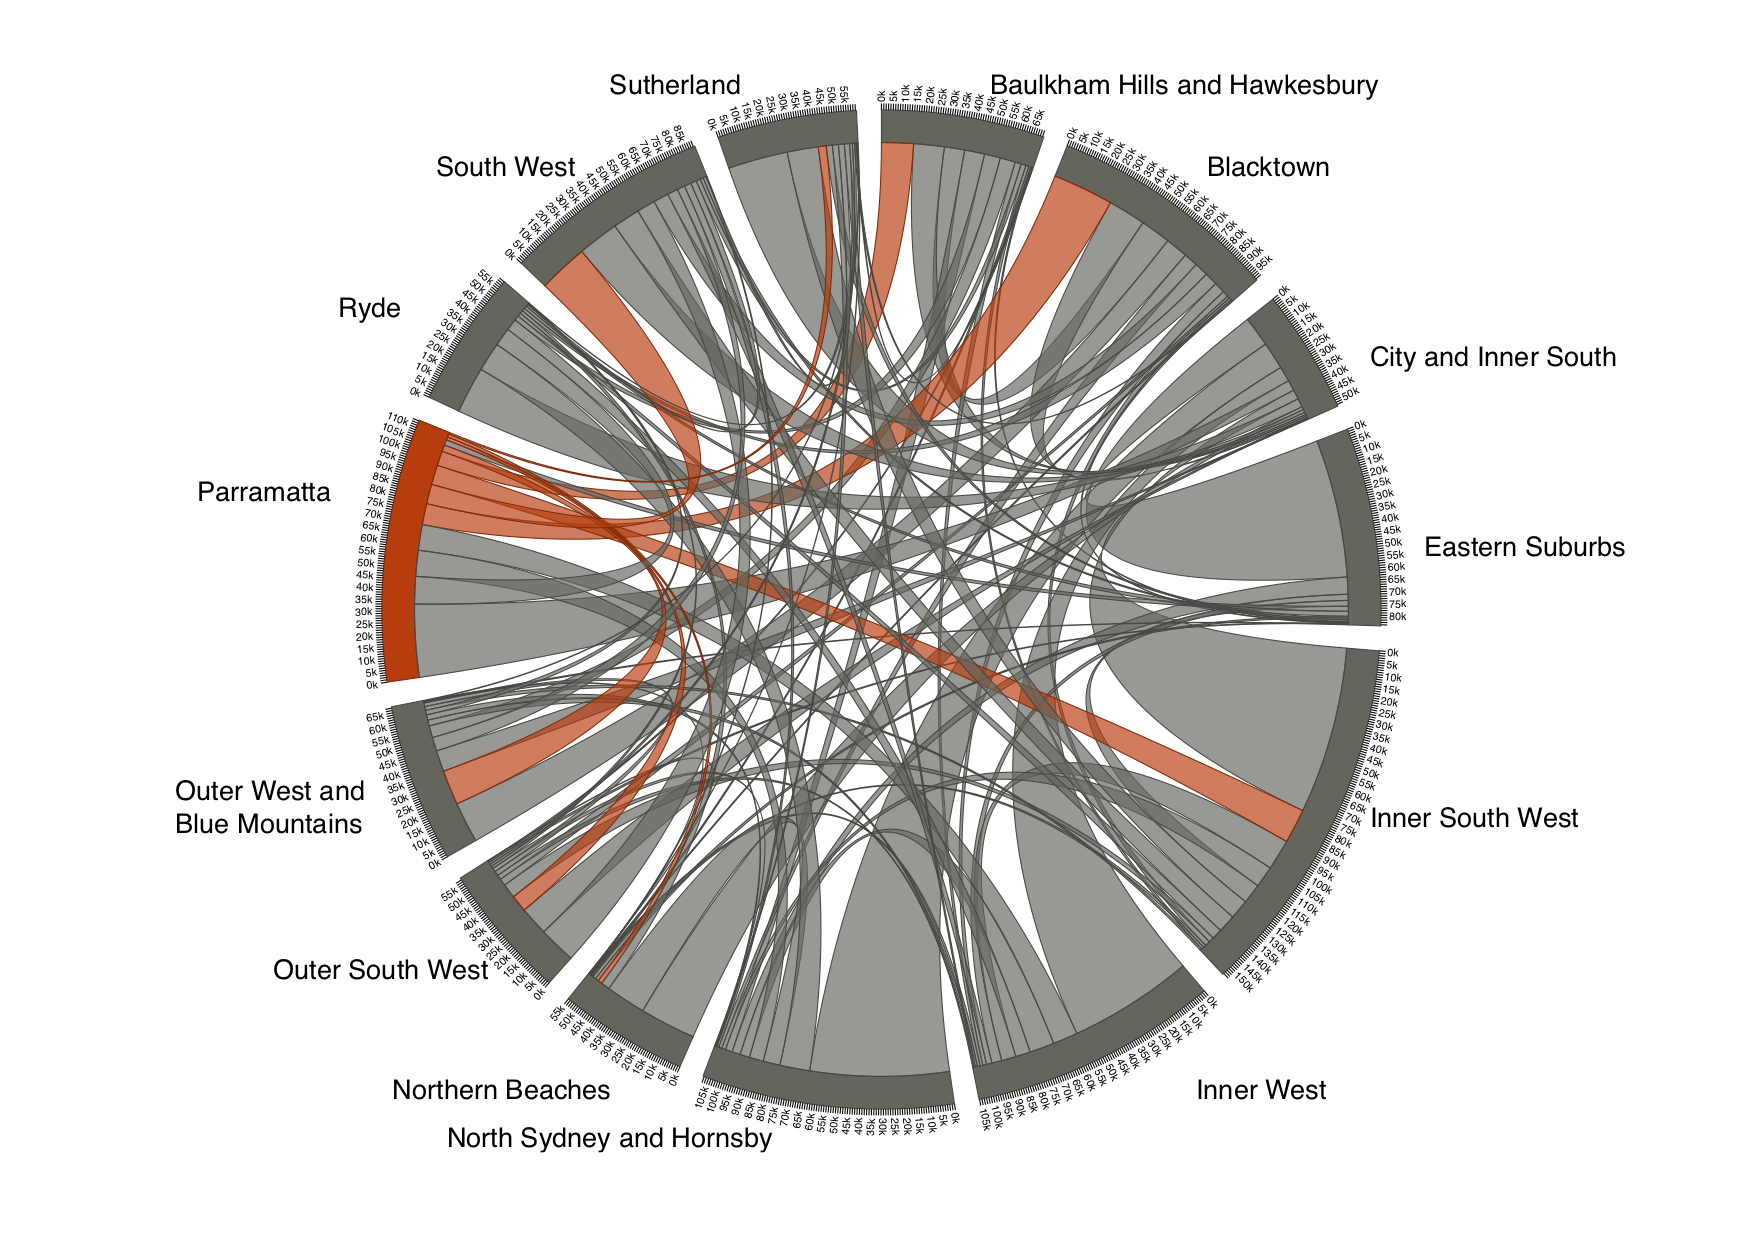 Baulkham Hills and Hawkesbury
0k 5k 10k 15k 20k 25k 30k 35k 40k 45k 50k 55k 60k 65k
Blacktown
0k 5k 10k 15k 20k 25k 30k 35k 40k 45k 50k 55k 60k 65k 70k 75k 80k 85k 90k 95k
City and Inner South
0k 5k 10k 15k 20k 25k 30k 35k 40k 45k 50k
Eastern Suburbs
0k 5k 10k 15k 20k 25k 30k 35k 40k 45k 50k 55k 60k 65k 70k 75k 80k
Inner South West
0k 5k 10k 15k 20k 25k 30k 35k 40k 45k 50k 55k 60k 65k 70k 75k 80k 85k 90k 95k 100k 105k 110k 115k 120k 125k 130k 135k 140k 145k 150k
Inner West
0k 5k 10k 15k 20k 25k 30k 35k 40k 45k 50k 55k 60k 65k 70k 75k 80k 85k 90k 95k 100k 105k
North Sydney and Hornsby
0k 5k 10k 15k 20k 25k 30k 35k 40k 45k 50k 55k 60k 65k 70k 75k 80k 85k 90k 95k 100k 105k
Northern Beaches
0k 5k 10k 15k 20k 25k 30k 35k 40k 45k 50k 55k
Outer South West
0k 5k 10k 15k 20k 25k 30k 35k 40k 45k 50k 55k
Outer West and
Blue Mountains
0k 5k 10k 15k 20k 25k 30k 35k 40k 45k 50k 55k 60k 65k
Parramatta
0k 5k 10k 15k 20k 25k 30k 35k 40k 45k 50k 55k 60k 65k 70k 75k 80k 85k 90k 95k 100k 105k 110k
Ryde
0k 5k 10k 15k 20k 25k 30k 35k 40k 45k 50k 55k
South West
0k 5k 10k 15k 20k 25k 30k 35k 40k 45k 50k 55k 60k 65k 70k 75k 80k 85k
Sutherland
0k 5k 10k 15k 20k 25k 30k 35k 40k 45k 50k 55k